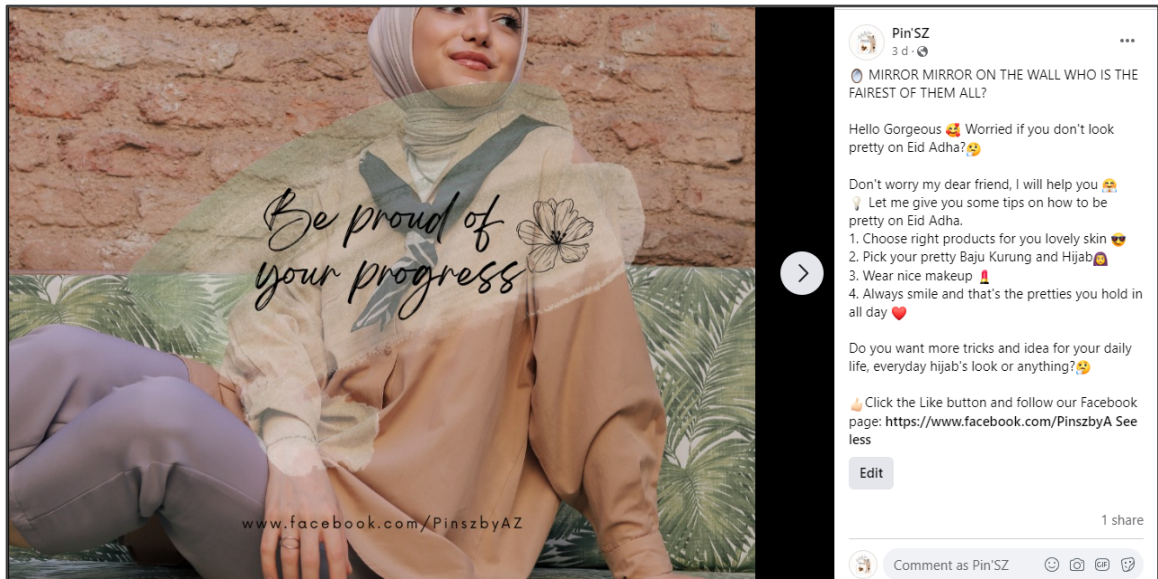 Be proud of
your progress
www.facebook.com/PinszbyAZ
Pin'SZ
3 d ·
MIRROR MIRROR ON THE WALL WHO IS THE
FAIREST OF THEM ALL?
Hello Gorgeous 🥰 Worried if you don't look
pretty on Eid Adha?🤔
Don't worry my dear friend, I will help you 🤗
💡 Let me give you some tips on how to be
pretty on Eid Adha.
1. Choose right products for you lovely skin 😎
2. Pick your pretty Baju Kurung and Hijab🧕
3. Wear nice makeup 💄
4. Always smile and that's the pretties you hold in
all day ❤️
Do you want more tricks and idea for your daily
life, everyday hijab's look or anything?🤔
👍🏻Click the Like button and follow our Facebook
page: https://www.facebook.com/PinszbyA See
less
Edit
1 share
Comment as Pin'SZ
GIF